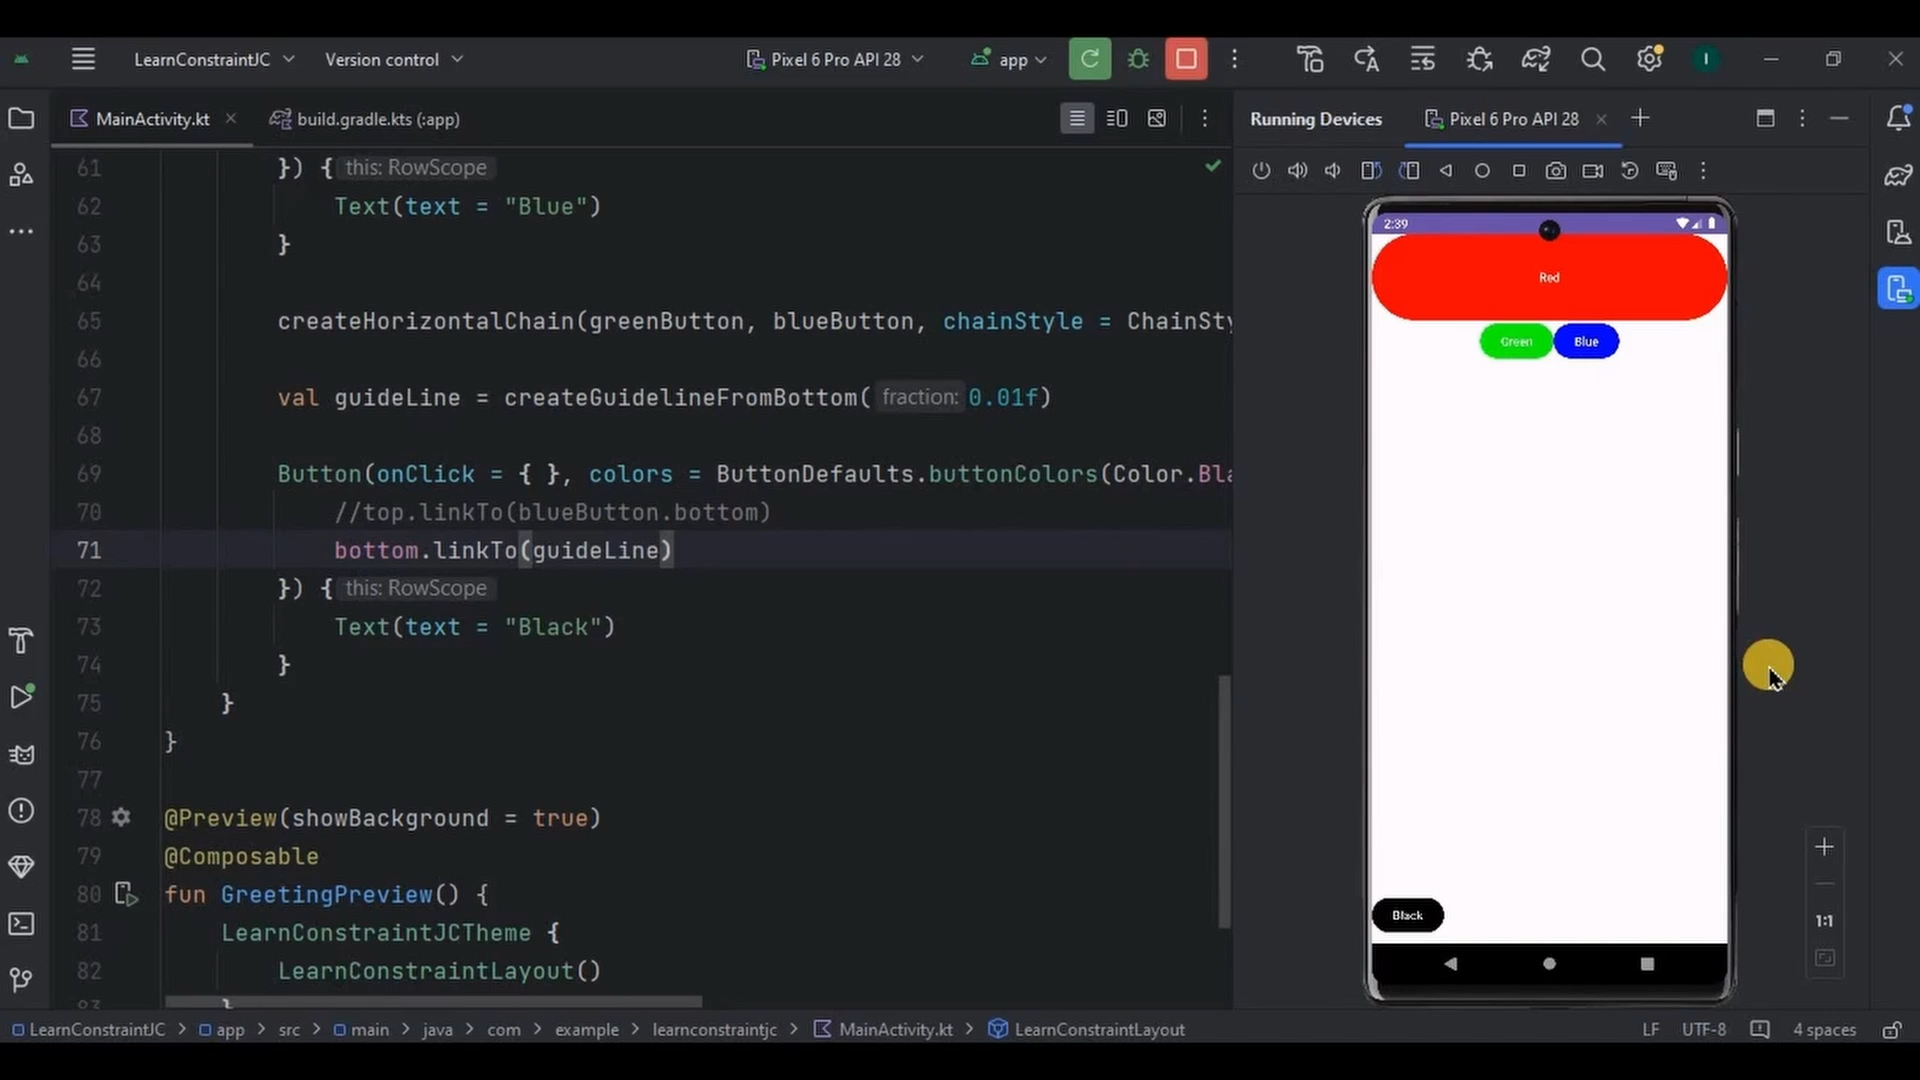 LearnConstraintJC
Version control
Pixel 6 Pro API 28
app
I
MainActivity.kt
build.gradle.kts (:app)
Running Devices
Pixel 6 Pro API 28
61 }) { this: RowScope
62 Text(text = "Blue")
63 }
64
65 createHorizontalChain(greenButton, blueButton, chainStyle = ChainSty
66
67 val guideLine = createGuidelineFromBottom( fraction: 0.01f)
68
69 Button(onClick = { }, colors = ButtonDefaults.buttonColors(Color.Bla
70 //top.linkTo(blueButton.bottom)
71 bottom.linkTo(guideLine)
72 }) { this: RowScope
73 Text(text = "Black")
74 }
75 }
76 }
77
78 @Preview(showBackground = true)
79 @Composable
80 fun GreetingPreview() {
81 LearnConstraintJCTheme {
82 LearnConstraintLayout()
83 }
2:39
Red
Green Blue
Black
1:1
LearnConstraintJC > app > src > main > java > com > example > learnconstraintjc > MainActivity.kt > LearnConstraintLayout
LF UTF-8 4 spaces